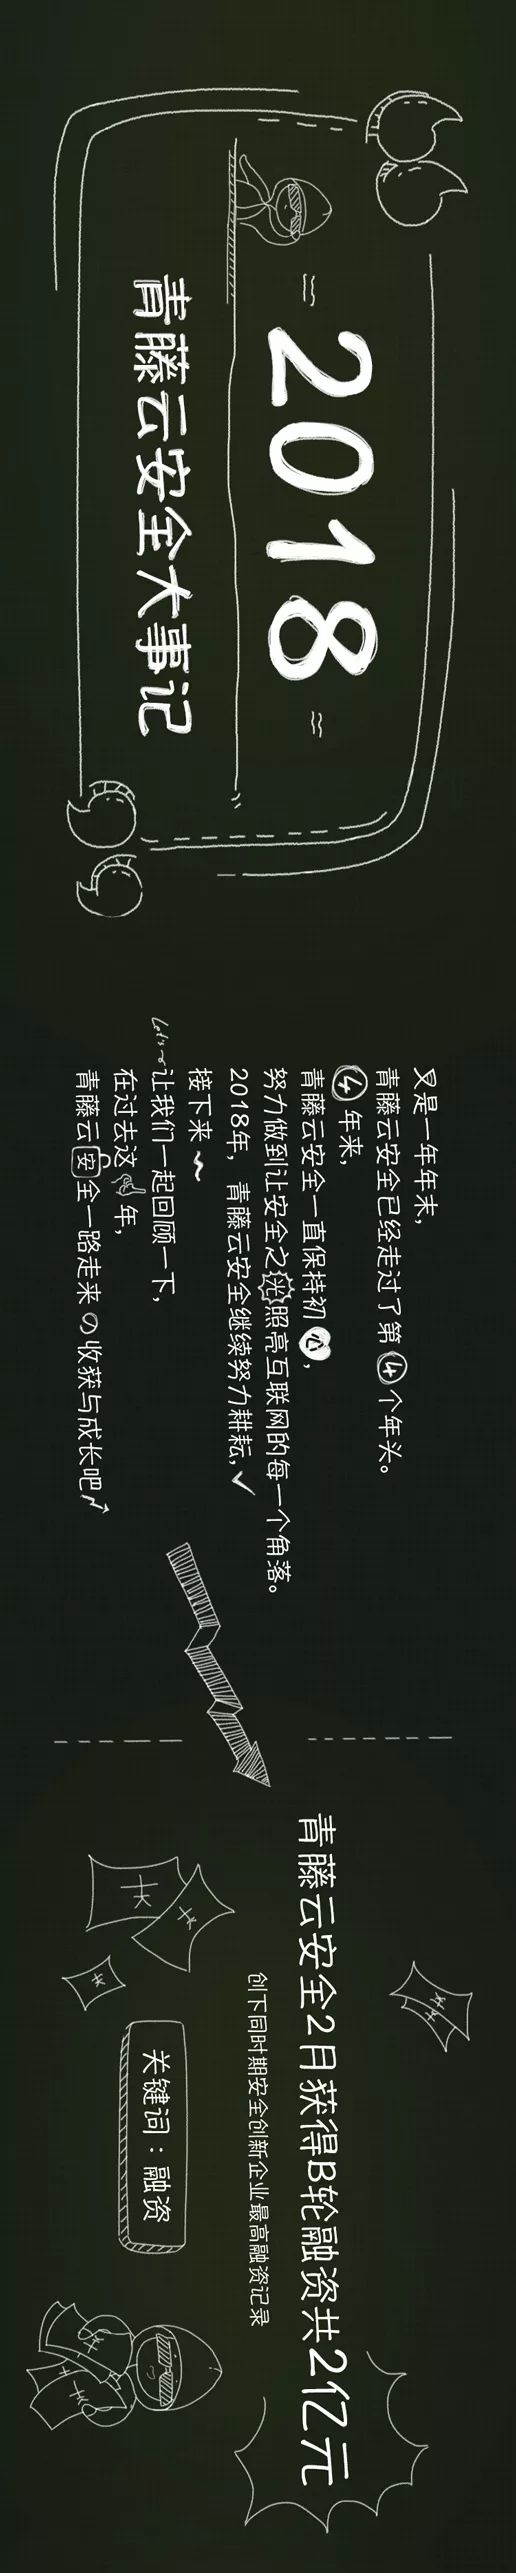 2018
青藤云安全大事记
又是一年年末，
青藤云安全已经走过了第④个年头。
④年来，
青藤云安全一直保持初心，
努力做到让安全之光照亮互联网的每一个角落。
2018年，青藤云安全继续努力耕耘，
接下来
Let's
让我们一起回顾一下，
在过去这 年，
青藤云安全一路走来の收获与成长吧
青藤云安全2月获得B轮融资共2亿元
创下同时期安全创新企业最高融资记录
关键词：融资